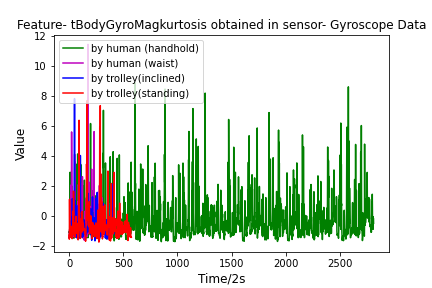 Feature- tBodyGyroMagkurtosis obtained in sensor- Gyroscope Data
12
10
8
6
4
2
0
−2
Value
by human (handhold)
by human (waist)
by trolley(inclined)
by trolley(standing)
0 500 1000 1500 2000 2500
Time/2s